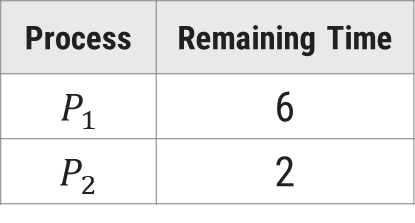 Process Remaining Time
P₁ 6
P₂ 2